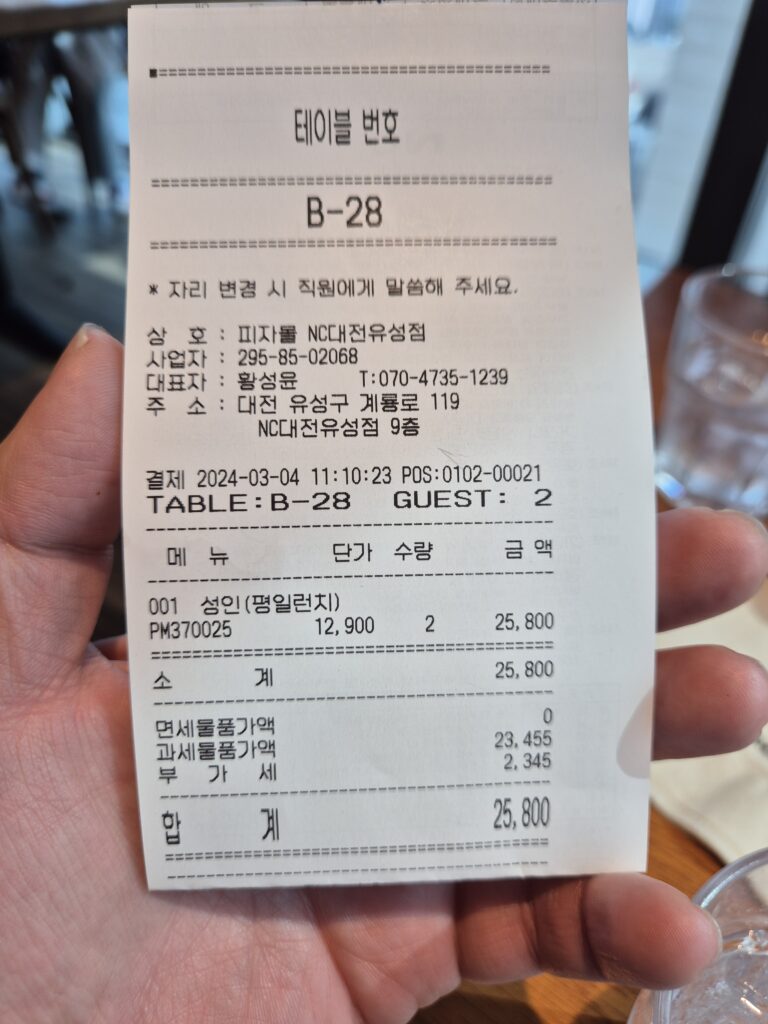 테이블 번호
B-28
* 자리 변경 시 직원에게 말씀해 주세요.
상 호 : 피자몰 NC대전유성점
사업자 : 295-85-02068
대표자 : 황성윤 T:070-4735-1239
주 소 : 대전 유성구 계룡로 119
NC대전유성점 9층
결제 2024-03-04 11:10:23 POS:0102-00021
TABLE:B-28 GUEST: 2
메 뉴 단가 수량 금 액
001 성인(평일런치)
PM370025 12,900 2 25,800
소 계 25,800
면세물품가액 0
과세물품가액 23,455
부 가 세 2,345
합 계 25,800